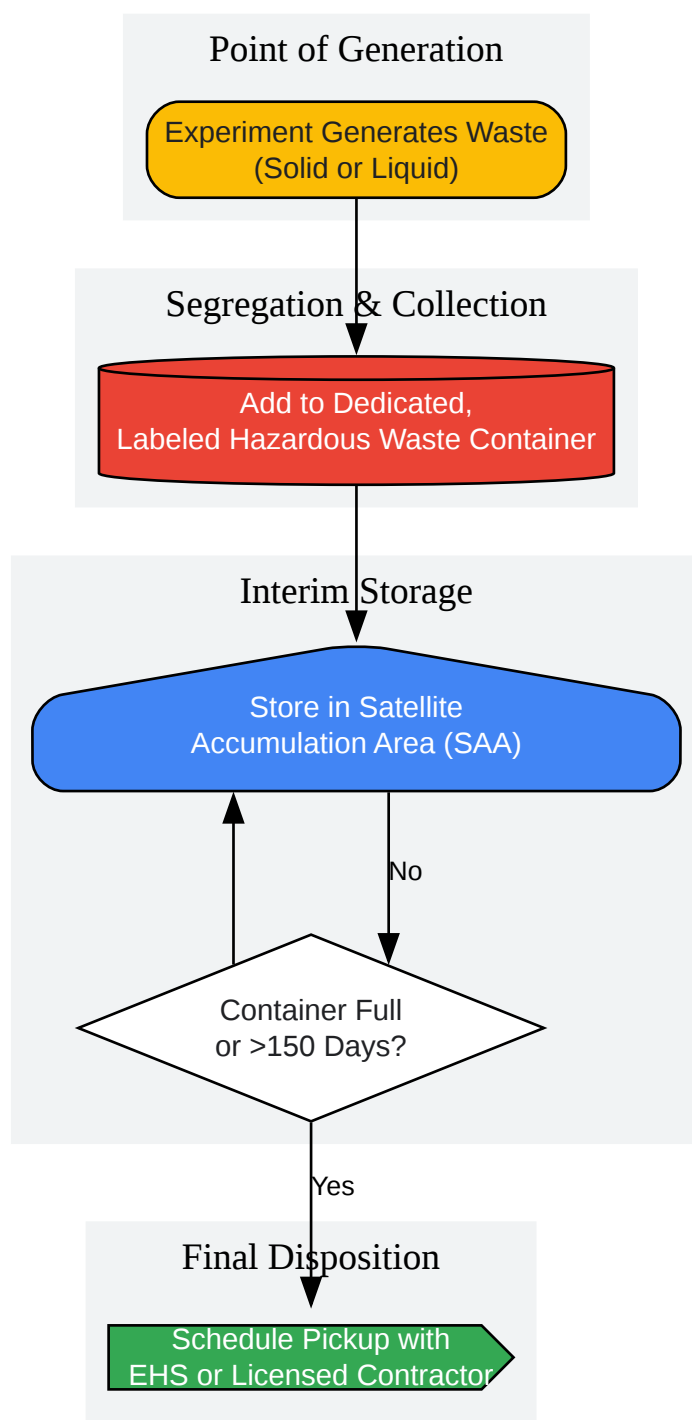 Point of Generation
Experiment Generates Waste
(Solid or Liquid)
Segregation & Collection
Add to Dedicated,
Labeled Hazardous Waste Container
Interim Storage
Store in Satellite
Accumulation Area (SAA)
No
Container Full
or >150 Days?
Yes
Final Disposition
Schedule Pickup with
EHS or Licensed Contractor